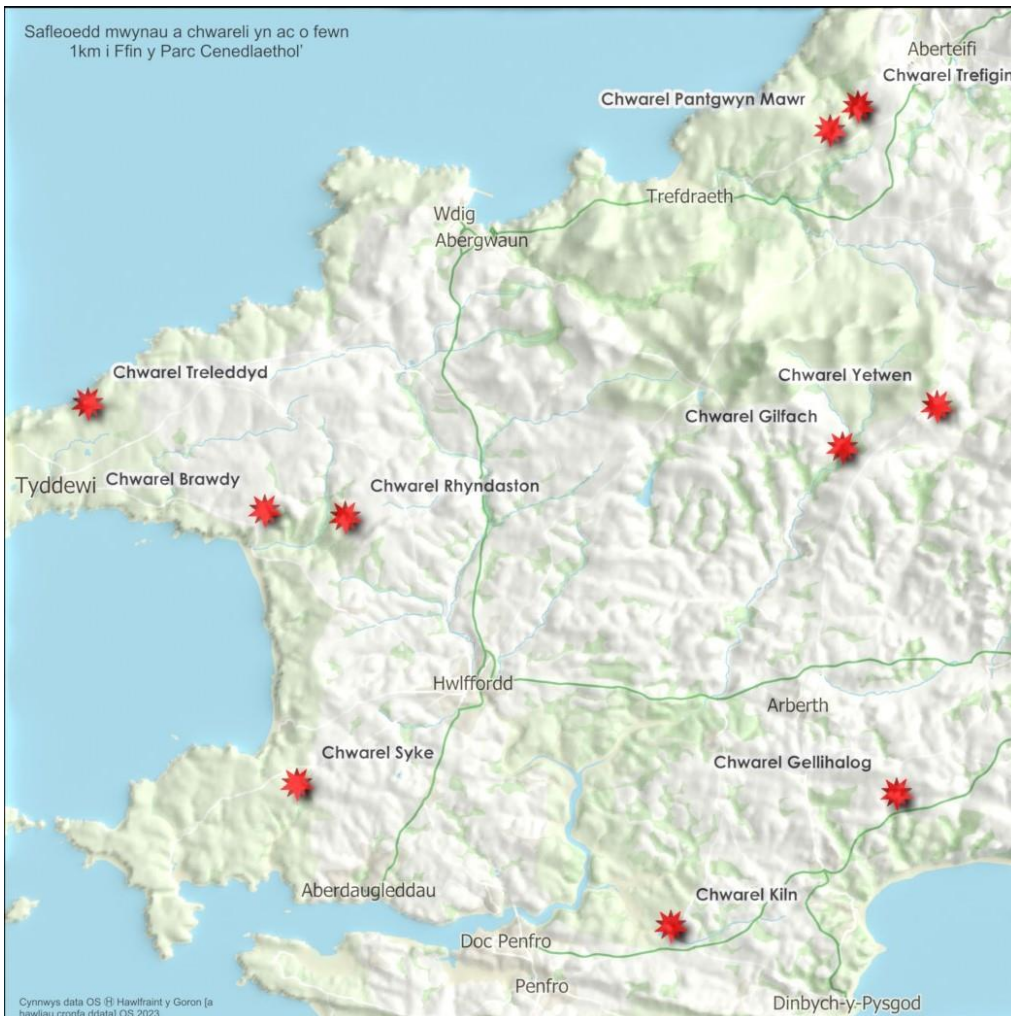 Safleoedd mwynau a chwareli yn ac o fewn
1km i Ffin y Parc Cenedlaethol'
Aberteifi
Chwarel Trefigin
Chwarel Pantgwyn Mawr
Trefdraeth
Wdig
Abergwaun
Chwarel Treleddyd
Chwarel Yetwen
Chwarel Gilfach
Tyddewi
Chwarel Brawdy
Chwarel Rhyndaston
Hwlffordd
Arberth
Chwarel Syke
Chwarel Gellihalog
Aberdaugleddau
Chwarel Kiln
Doc Penfro
Penfro
Dinbych-y-Pysgod
Cynnwys data OS Ⓗ Hawlfraint y Goron [a
hawliau cronfa ddata] OS 2023